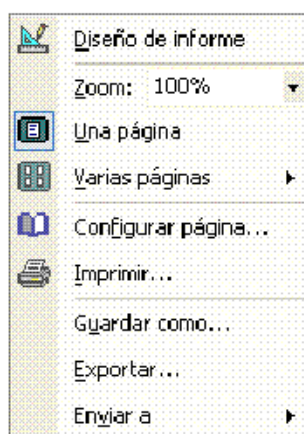 Diseño de informe
Zoom: 100%
Una página
Varias páginas
Configurar página...
Imprimir...
Guardar como...
Exportar...
Enviar a